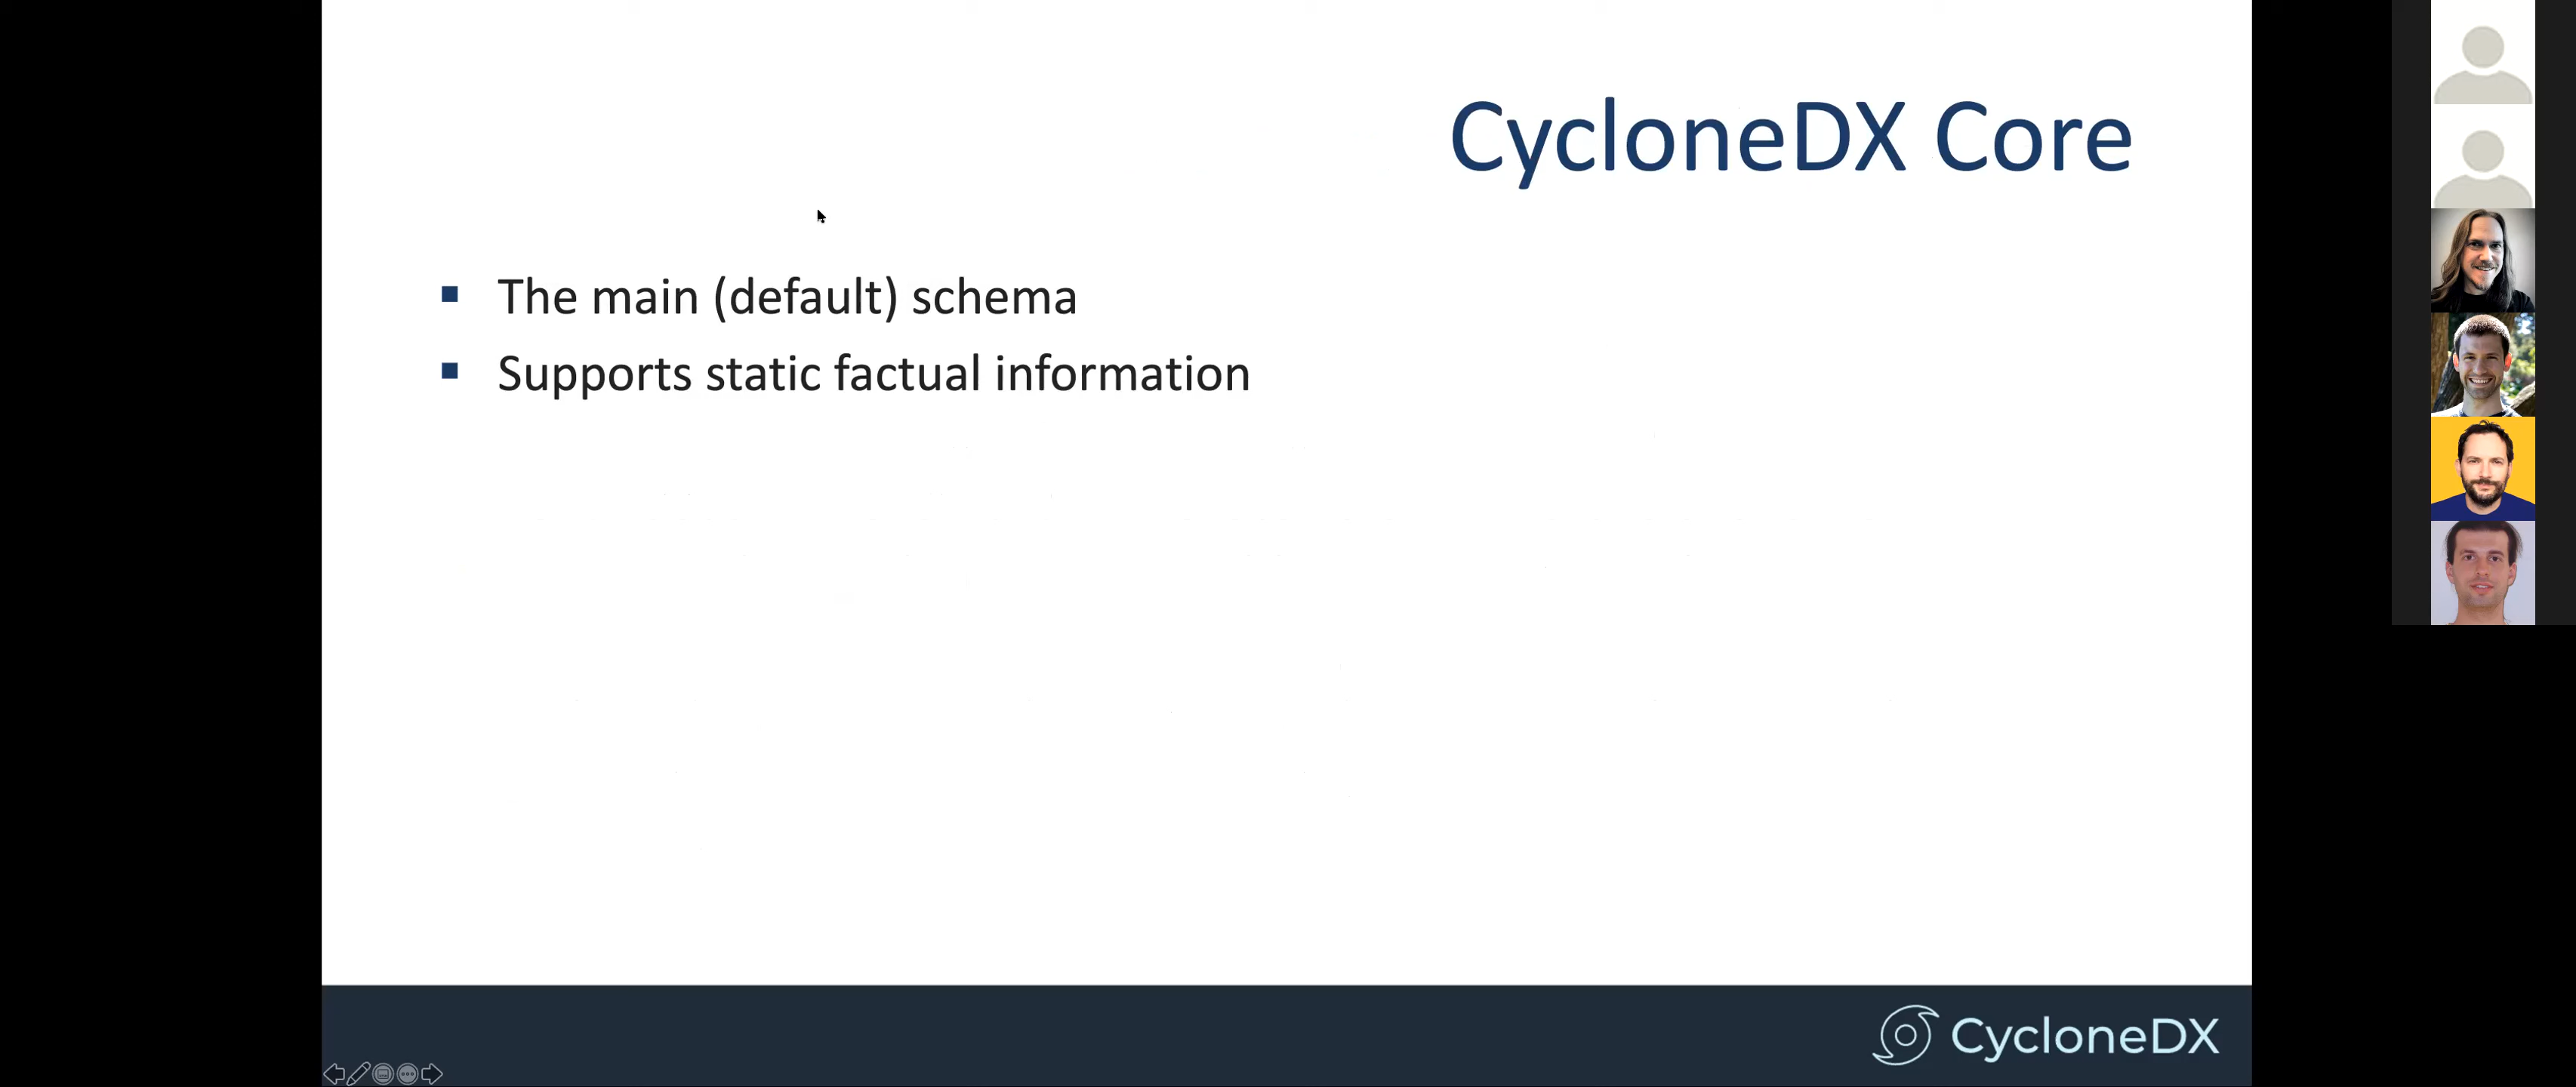 CycloneDX Core
The main (default) schema
Supports static factual information
CycloneDX